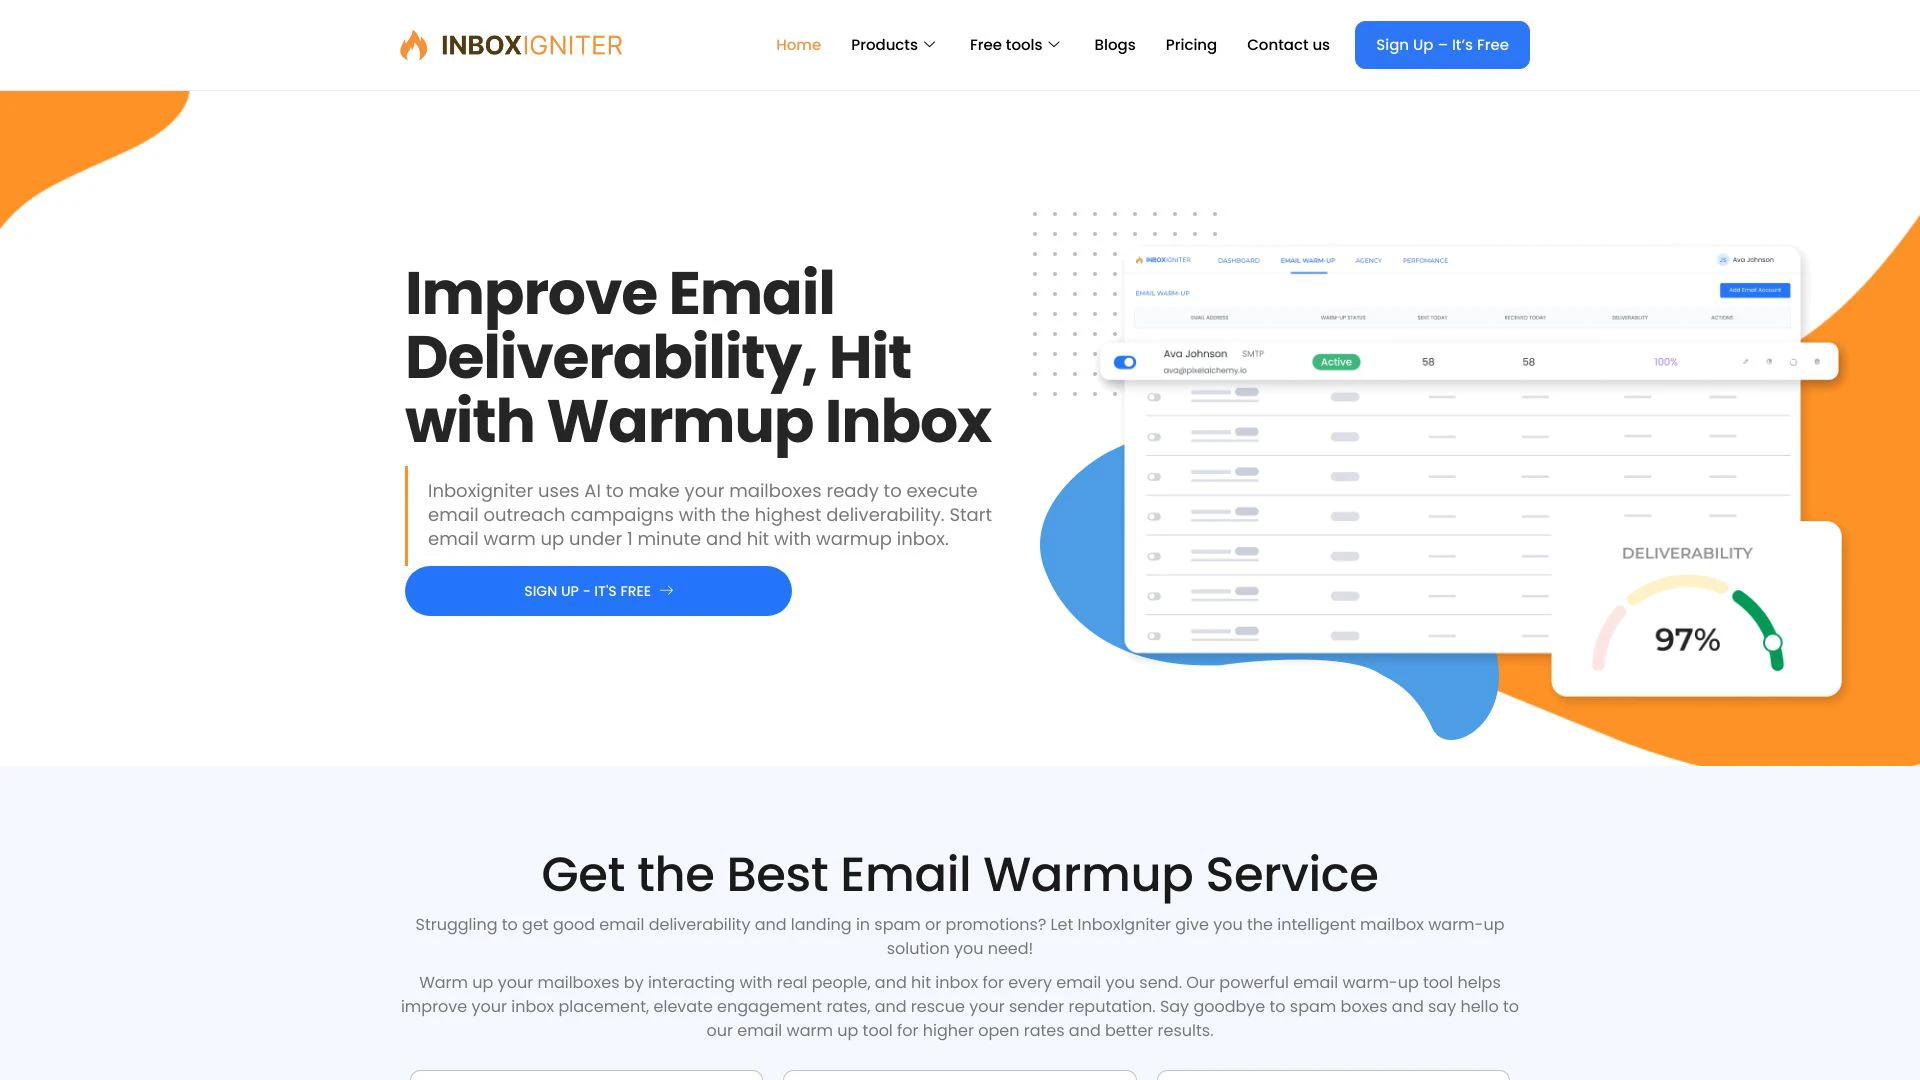 INBOXIGNITER
Home
Products
Free tools
Blogs
Pricing
Contact us
Sign Up – It’s Free
Improve Email
Deliverability, Hit
with Warmup Inbox
Inboxigniter uses AI to make your mailboxes ready to execute
email outreach campaigns with the highest deliverability. Start
email warm up under 1 minute and hit with warmup inbox.
SIGN UP - IT'S FREE
INBOXIGNITER
DASHBOARD
EMAIL WARM-UP
AGENCY
PERFOMANCE
JS
Ava Johnson
EMAIL WARM-UP
Add Email Account
EMAIL ADDRESS
WARM-UP STATUS
SENT TODAY
RECEIVED TODAY
DELIVERABILITY
ACTIONS
Ava Johnson SMTP
ava@pixelalchemy.io
Active
58
58
100%
DELIVERABILITY
97%
Get the Best Email Warmup Service
Struggling to get good email deliverability and landing in spam or promotions? Let InboxIgniter give you the intelligent mailbox warm-up
solution you need!
Warm up your mailboxes by interacting with real people, and hit inbox for every email you send. Our powerful email warm-up tool helps
improve your inbox placement, elevate engagement rates, and rescue your sender reputation. Say goodbye to spam boxes and say hello to
our email warm up tool for higher open rates and better results.